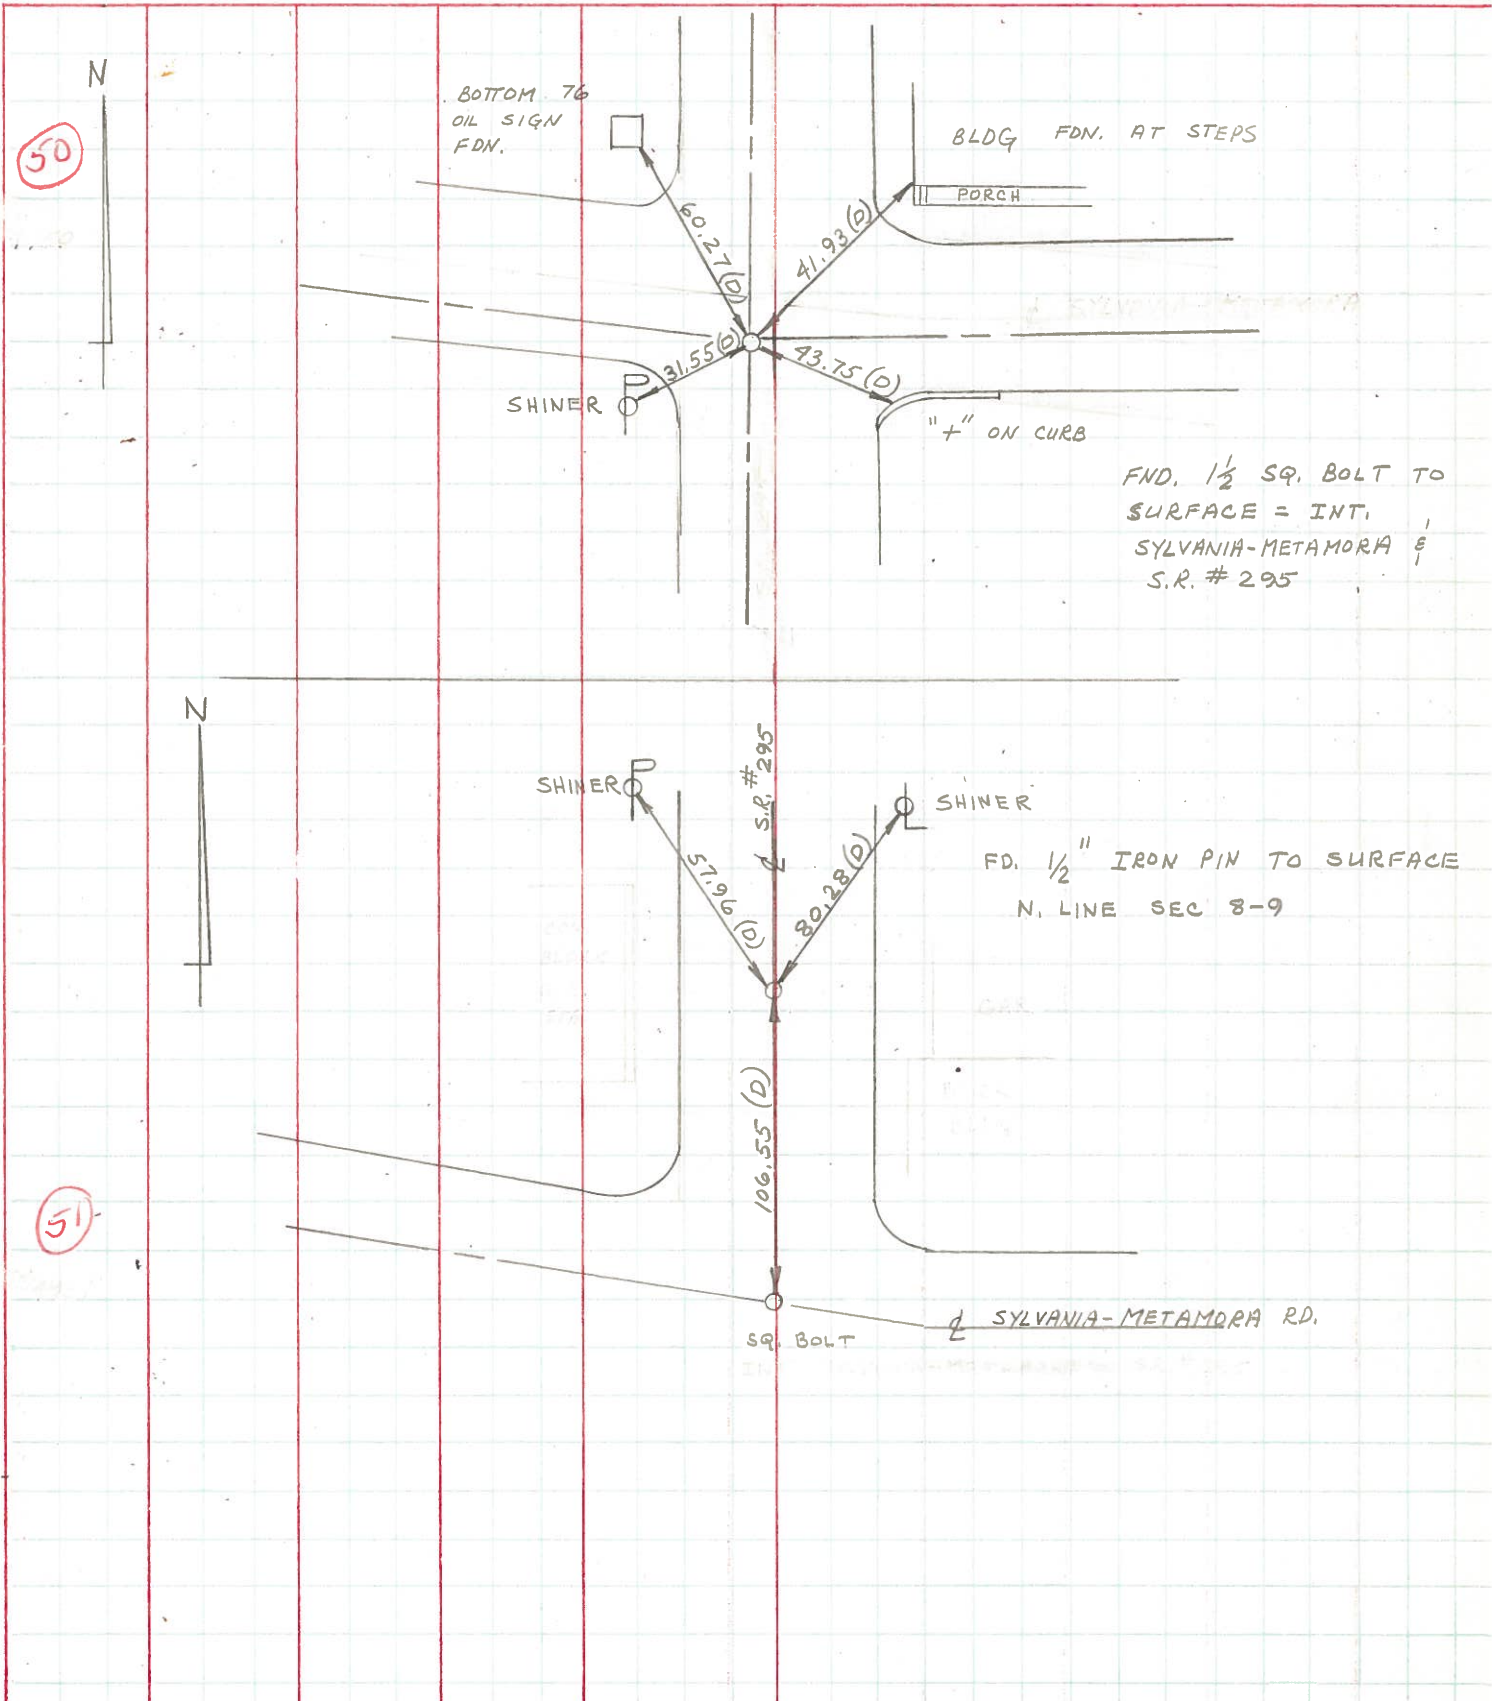 N
50
BOTTOM 76
OIL SIGN
FDN.
BLDG FDN. AT STEPS
PORCH
60.27 (D)
41.93 (D)
31.55 (D)
43.75 (D)
SHINER
P
"+" ON CURB
FND. 1 1/2 SQ. BOLT TO
SURFACE = INT.
SYLVANIA-METAMORA &
S.R. # 295
N
SHINER
P
℄ S.R. # 295
SHINER
L
57.96 (D)
80.28 (D)
FD. 1/2" IRON PIN TO SURFACE
N. LINE SEC 8-9
106.55 (D)
51
SQ. BOLT
℄ SYLVANIA-METAMORA RD.